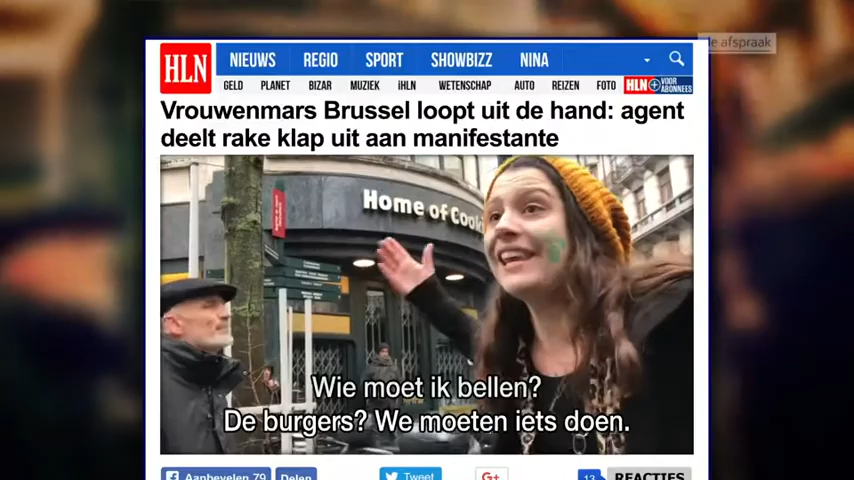 de afspraak
HLN
NIEUWS REGIO SPORT SHOWBIZZ NINA
GELD PLANET BIZAR MUZIEK iHLN WETENSCHAP AUTO REIZEN FOTO HLN+ VOOR ABONNEES
Vrouwenmars Brussel loopt uit de hand: agent
deelt rake klap uit aan manifestante
Home of Cook
Wie moet ik bellen?
De burgers? We moeten iets doen.
Aanbevelen 79 Delen Tweet G+ 13 REACTIES